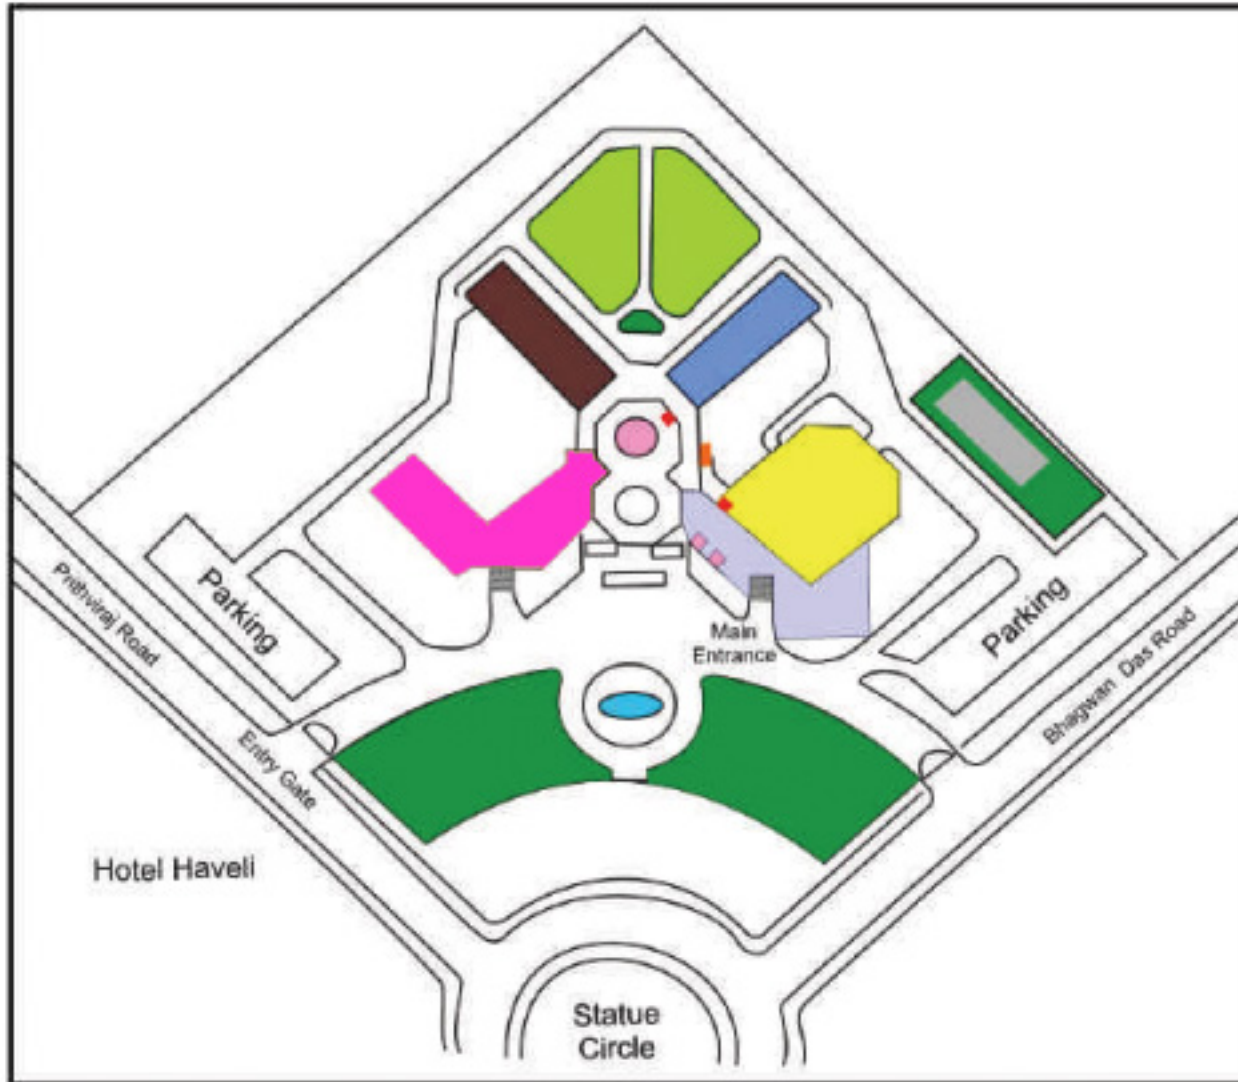 Parking
Prithviraj Road
Main
Entrance
Parking
Bhagwan Das Road
Entry Gate
Hotel Haveli
Statue
Circle